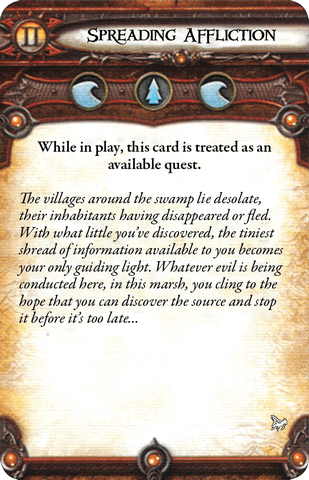 II
Spreading Affliction
While in play, this card is treated as an
available quest.
The villages around the swamp lie desolate,
their inhabitants having disappeared or fled.
With what little you've discovered, the tiniest
shread of information available to you becomes
your only guiding light. Whatever evil is being
conducted here, in this marsh, you cling to the
hope that you can discover the source and stop
it before it's too late...